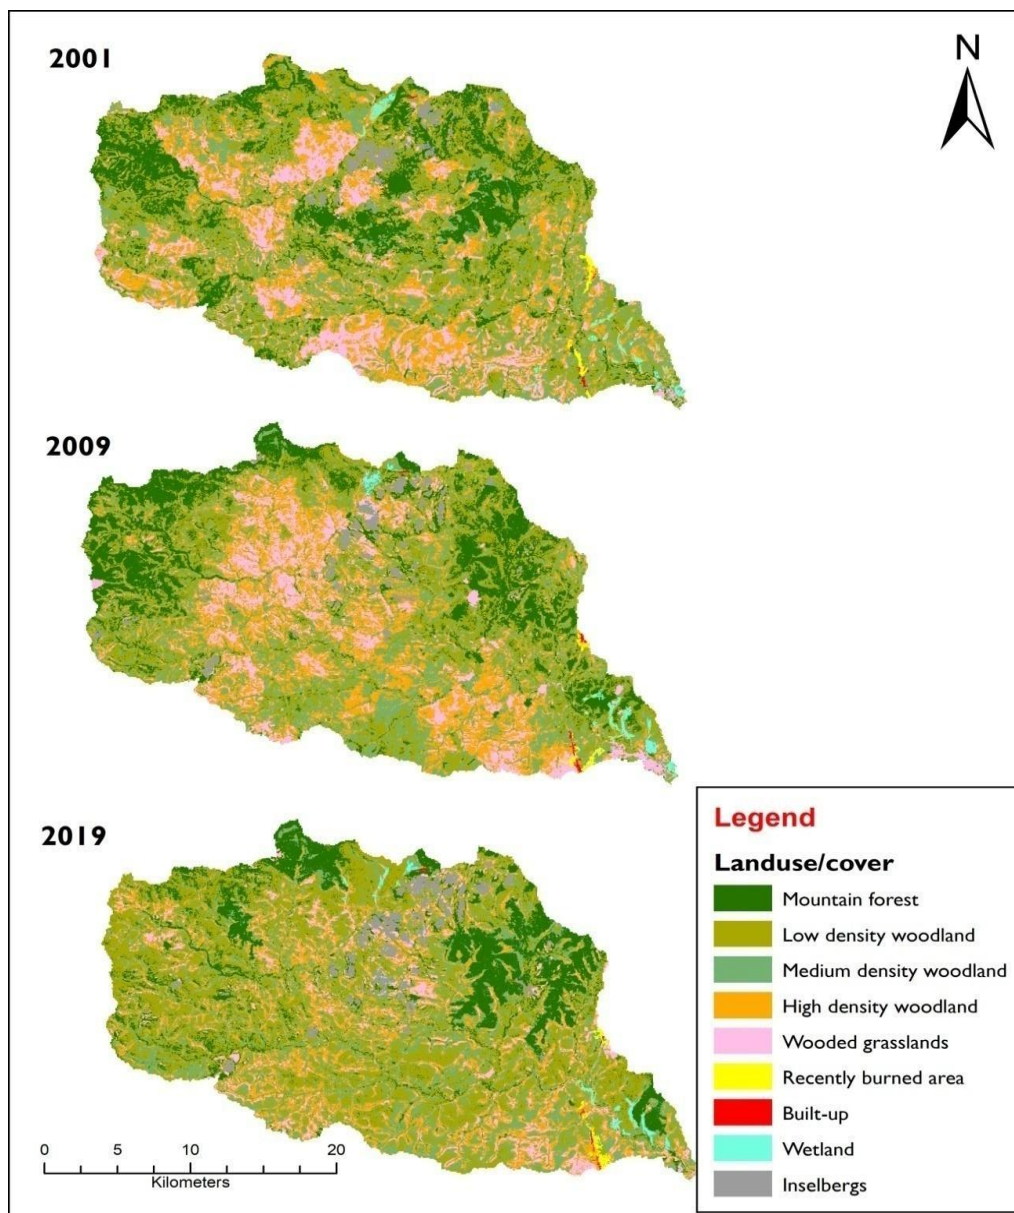 2001
N
2009
2019
Legend
Landuse/cover
Mountain forest
Low density woodland
Medium density woodland
High density woodland
Wooded grasslands
Recently burned area
Built-up
Wetland
Inselbergs
0 5 10 20
Kilometers